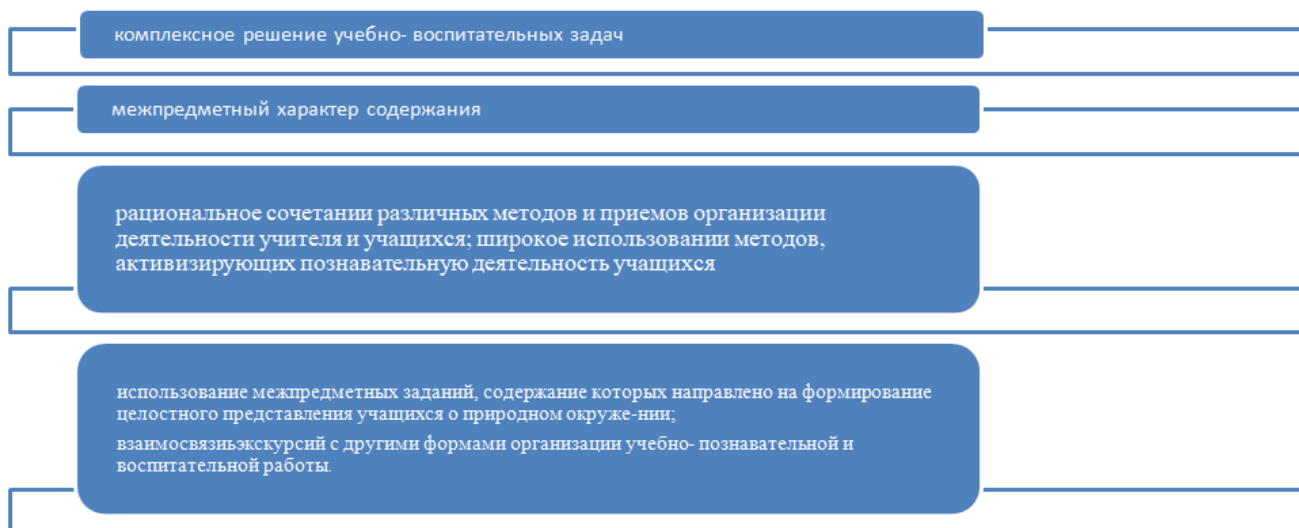 комплексное решение учебно- воспитательных задач
межпредметный характер содержания
рациональное сочетании различных методов и приемов организации
деятельности учителя и учащихся; широкое использовании методов,
активизирующих познавательную деятельность учащихся
использование межпредметных заданий, содержание которых направлено на формирование
целостного представления учащихся о природном окруже-нии;
взаимосвязиьэкскурсий с другими формами организации учебно- познавательной и
воспитательной работы.